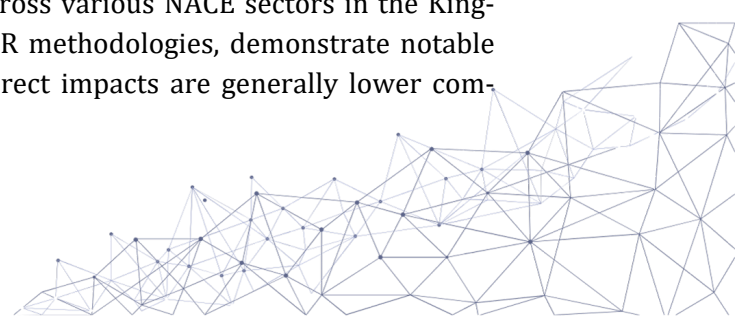 ross various NACE sectors in the King-
R methodologies, demonstrate notable
rect impacts are generally lower com-